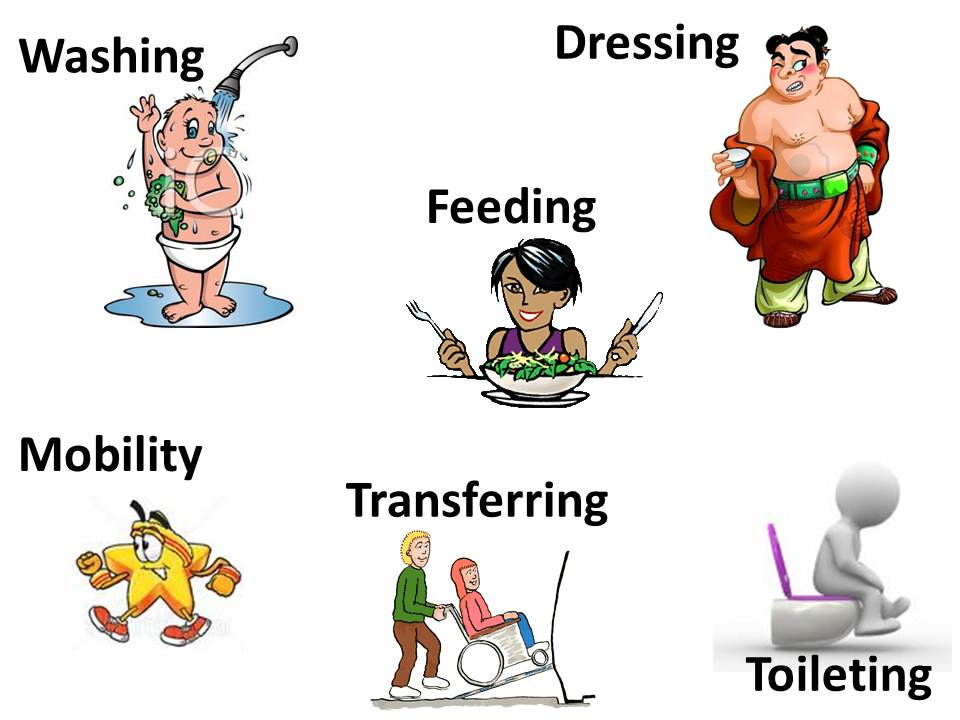 Washing
Dressing
Feeding
Mobility
Transferring
Toileting